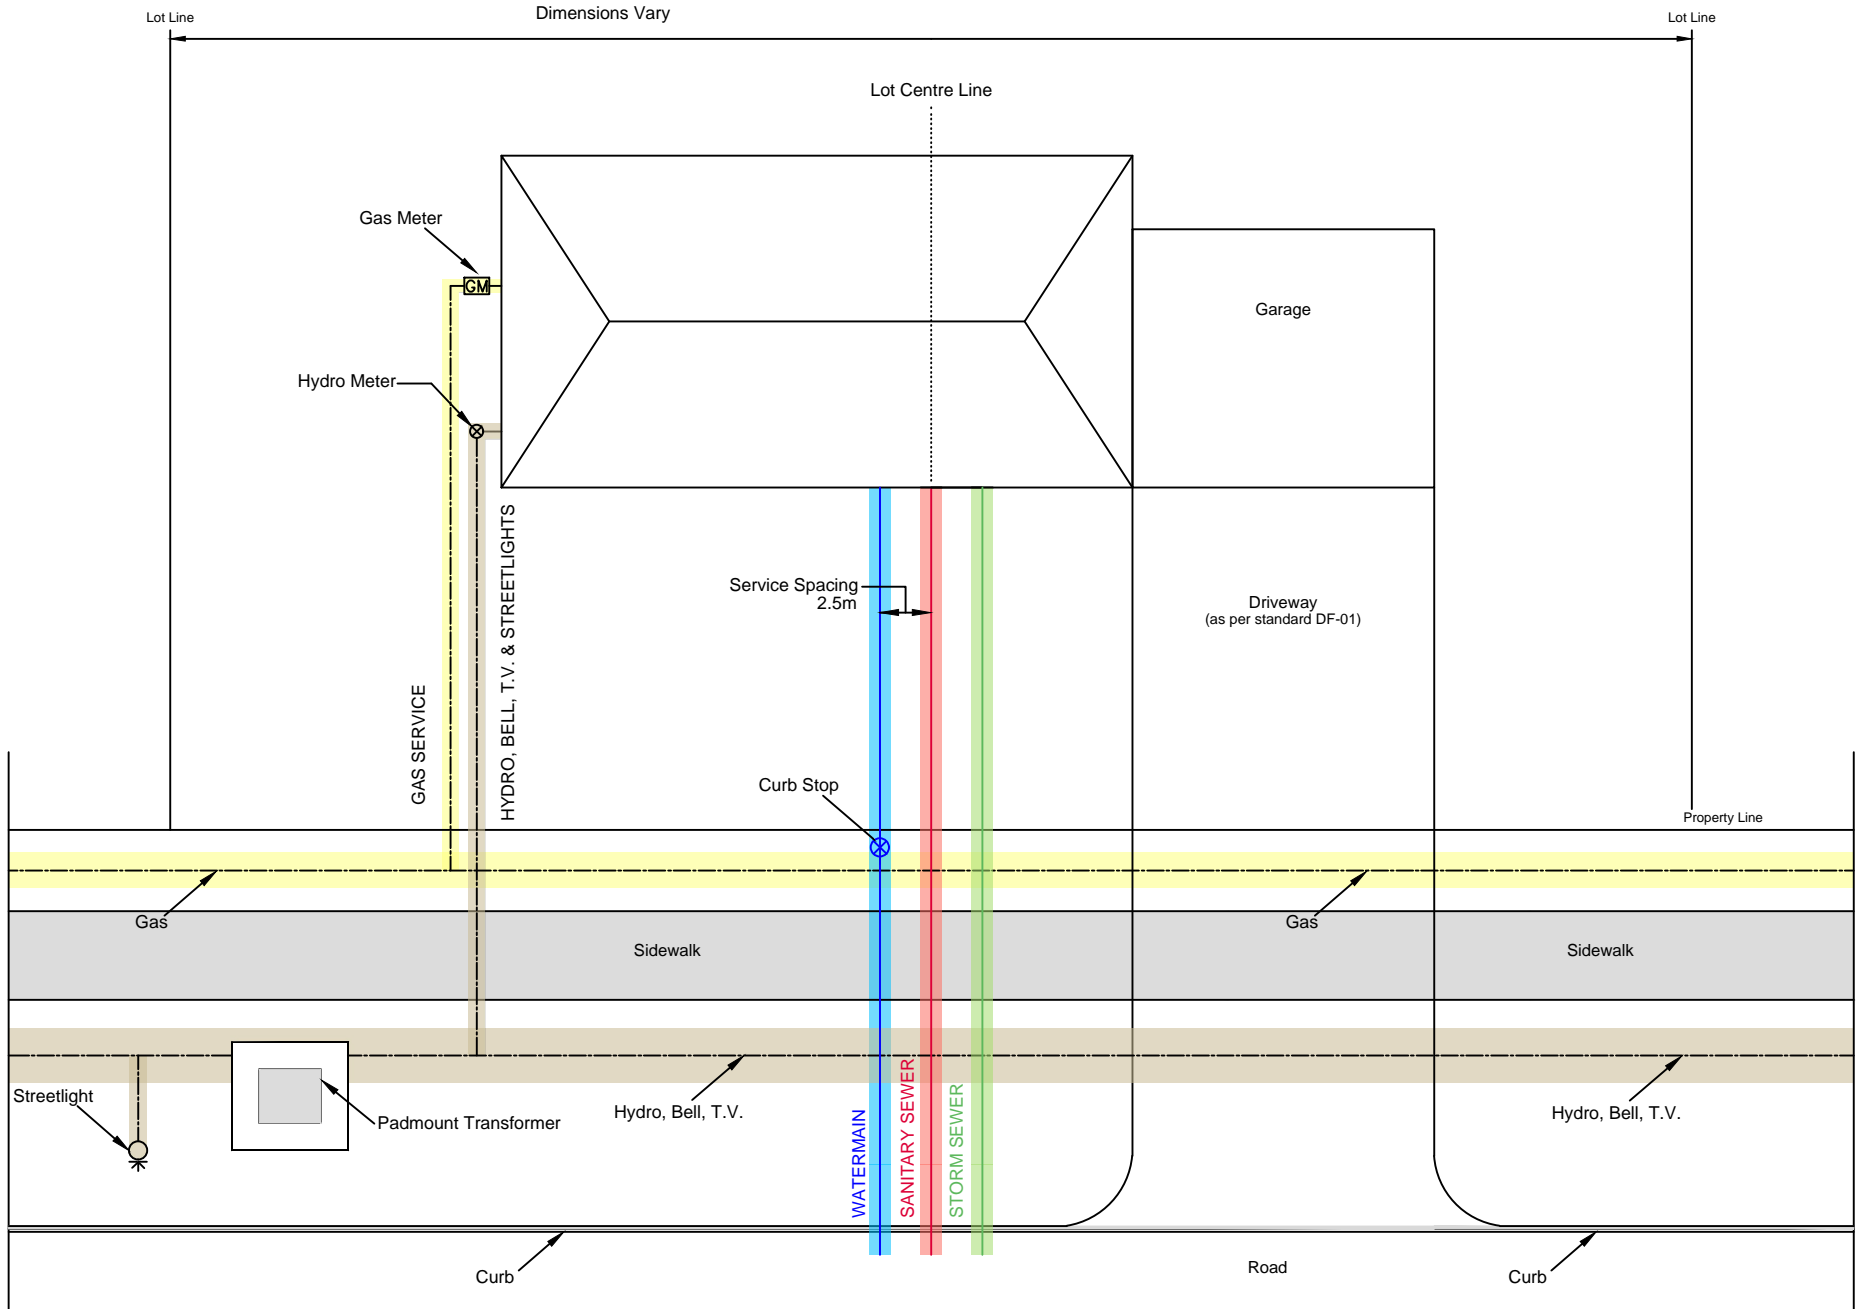 Dimensions Vary
Lot Line
Lot Line
Lot Centre Line
Gas Meter
GM
Garage
Hydro Meter
HYDRO, BELL, T.V. & STREETLIGHTS
GAS SERVICE
Service Spacing
2.5m
Driveway
(as per standard DF-01)
Curb Stop
Property Line
Gas
Gas
Sidewalk
Sidewalk
Streetlight
Padmount Transformer
Hydro, Bell, T.V.
Hydro, Bell, T.V.
WATERMAIN
SANITARY SEWER
STORM SEWER
Curb
Road
Curb